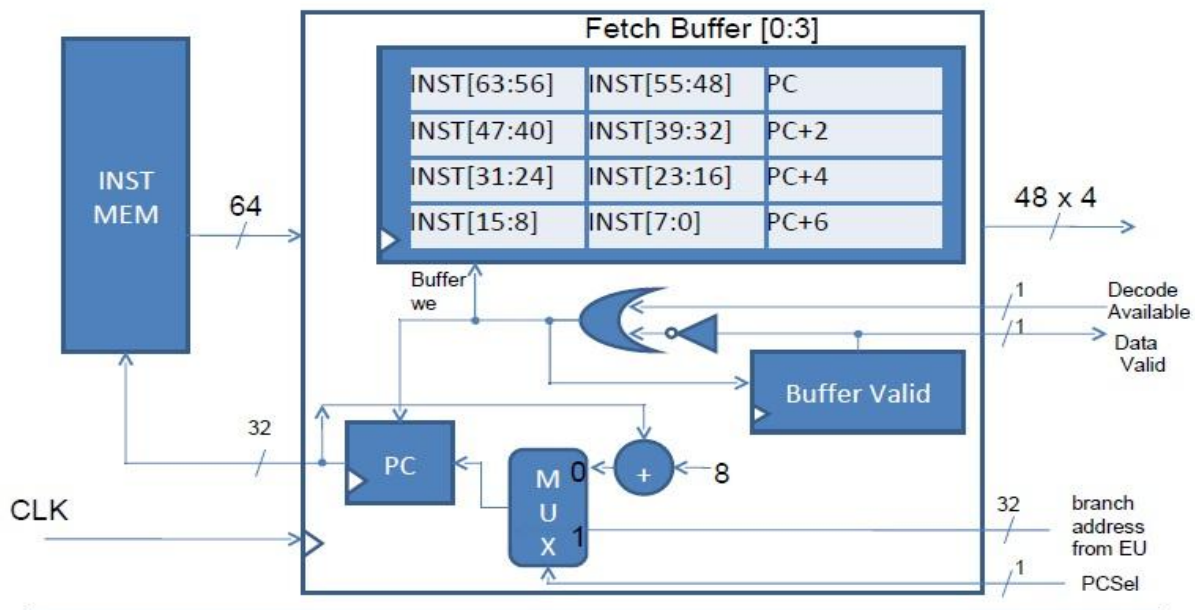 Fetch Buffer [0:3]
INST[63:56] INST[55:48] PC
INST[47:40] INST[39:32] PC+2
INST[31:24] INST[23:16] PC+4
INST[15:8] INST[7:0] PC+6
INST
MEM
64
48 x 4
Buffer
we
1
Decode
Available
1
Data
Valid
Buffer Valid
32
PC
M
U
X
0
1
+
8
CLK
32
branch
address
from EU
1
PCSel